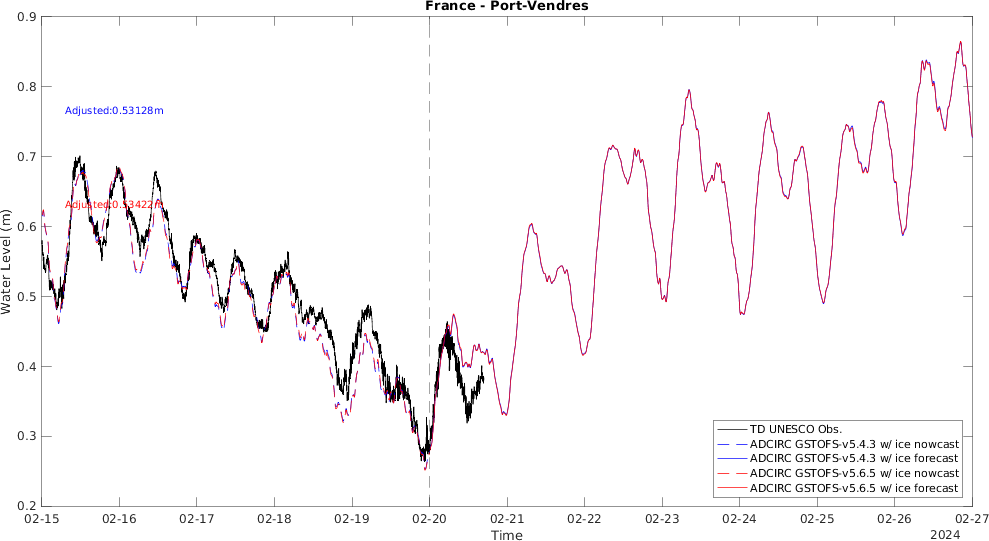 France - Port-Vendres
0.9
0.8
0.7
0.6
0.5
0.4
0.3
0.2
Water Level (m)
Adjusted:0.53128m
Adjusted:0.53422m
TD UNESCO Obs.
ADCIRC GSTOFS-v5.4.3 w/ ice nowcast
ADCIRC GSTOFS-v5.4.3 w/ ice forecast
ADCIRC GSTOFS-v5.6.5 w/ ice nowcast
ADCIRC GSTOFS-v5.6.5 w/ ice forecast
02-15 02-16 02-17 02-18 02-19 02-20 02-21 02-22 02-23 02-24 02-25 02-26 02-27
Time
2024